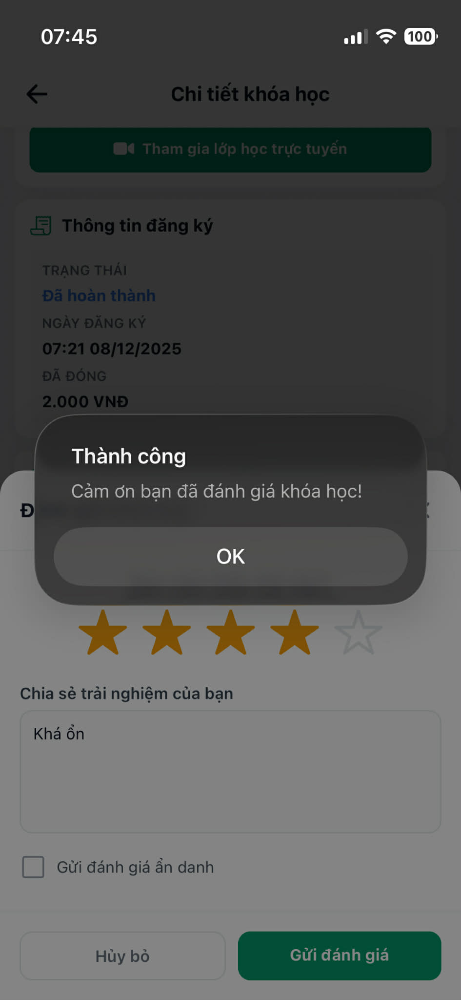 07:45
100
Chi tiết khóa học
Tham gia lớp học trực tuyến
Thông tin đăng ký
TRẠNG THÁI
Đã hoàn thành
NGÀY ĐĂNG KÝ
07:21 08/12/2025
ĐÃ ĐÓNG
2.000 VNĐ
Thành công
Cảm ơn bạn đã đánh giá khóa học!
OK
Chia sẻ trải nghiệm của bạn
Khá ổn
Gửi đánh giá ẩn danh
Hủy bỏ
Gửi đánh giá